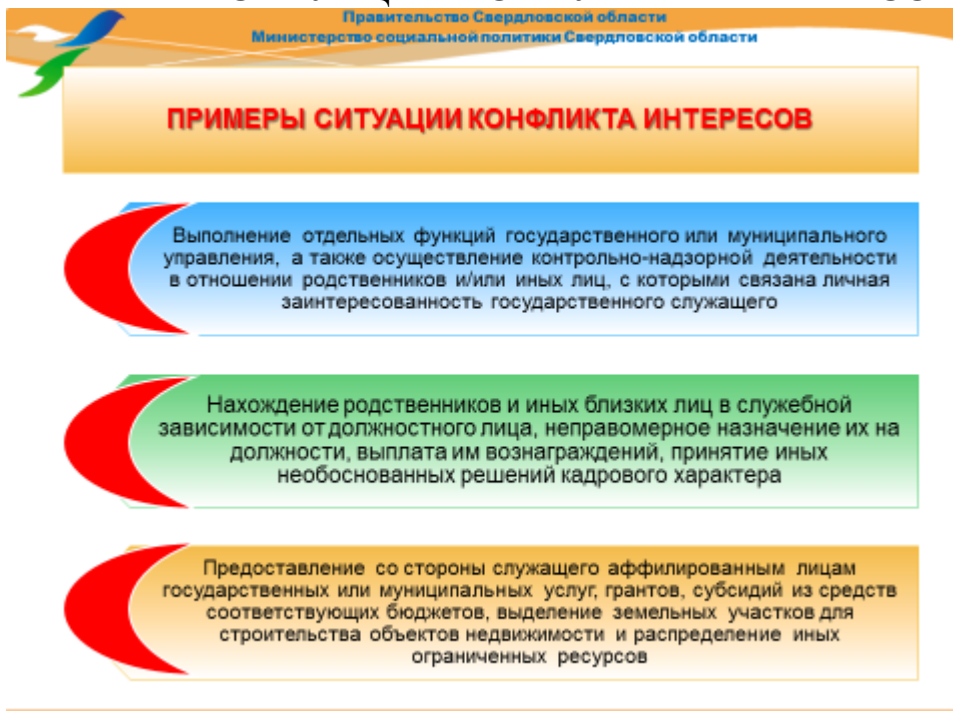 Правительство Свердловской области
Министерство социальной политики Свердловской области
ПРИМЕРЫ СИТУАЦИИ КОНФЛИКТА ИНТЕРЕСОВ
Выполнение отдельных функций государственного или муниципального
управления, а также осуществление контрольно-надзорной деятельности
в отношении родственников и/или иных лиц, с которыми связана личная
заинтересованность государственного служащего
Нахождение родственников и иных близких лиц в служебной
зависимости от должностного лица, неправомерное назначение их на
должности, выплата им вознаграждений, принятие иных
необоснованных решений кадрового характера
Предоставление со стороны служащего аффилированным лицам
государственных или муниципальных услуг, грантов, субсидий из средств
соответствующих бюджетов, выделение земельных участков для
строительства объектов недвижимости и распределение иных
ограниченных ресурсов